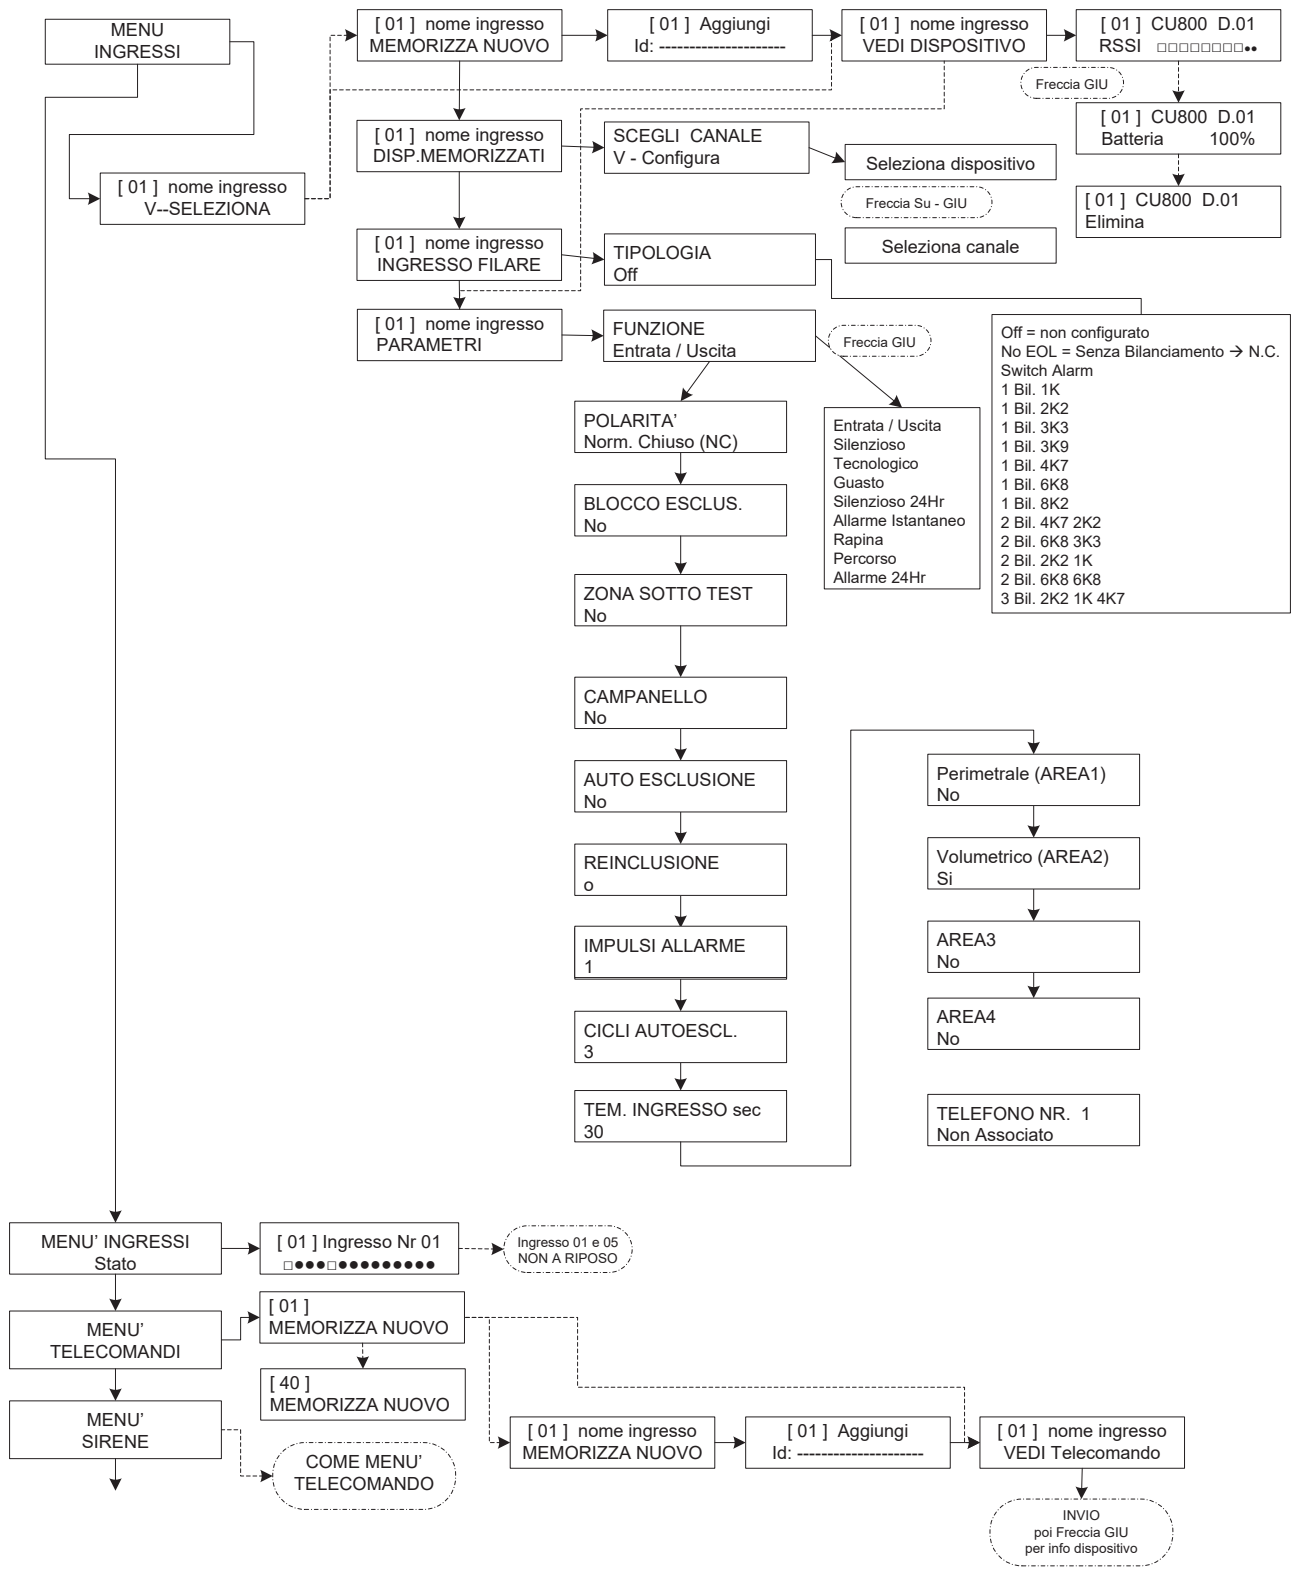 MENU
INGRESSI
[ 01 ] nome ingresso
MEMORIZZA NUOVO
[ 01 ] Aggiungi
Id: ---------------------
[ 01 ] nome ingresso
VEDI DISPOSITIVO
[ 01 ] CU800 D.01
RSSI □□□□□□□□●●
Freccia GIU
[ 01 ] CU800 D.01
Batteria 100%
[ 01 ] CU800 D.01
Elimina
[ 01 ] nome ingresso
V--SELEZIONA
[ 01 ] nome ingresso
DISP.MEMORIZZATI
SCEGLI CANALE
V - Configura
Seleziona dispositivo
Freccia Su - GIU
Seleziona canale
[ 01 ] nome ingresso
INGRESSO FILARE
TIPOLOGIA
Off
[ 01 ] nome ingresso
PARAMETRI
FUNZIONE
Entrata / Uscita
Freccia GIU
Off = non configurato
No EOL = Senza Bilanciamento → N.C.
Switch Alarm
1 Bil. 1K
1 Bil. 2K2
1 Bil. 3K3
1 Bil. 3K9
1 Bil. 4K7
1 Bil. 6K8
1 Bil. 8K2
2 Bil. 4K7 2K2
2 Bil. 6K8 3K3
2 Bil. 2K2 1K
2 Bil. 6K8 6K8
3 Bil. 2K2 1K 4K7
Entrata / Uscita
Silenzioso
Tecnologico
Guasto
Silenzioso 24Hr
Allarme Istantaneo
Rapina
Percorso
Allarme 24Hr
POLARITA'
Norm. Chiuso (NC)
BLOCCO ESCLUS.
No
ZONA SOTTO TEST
No
CAMPANELLO
No
AUTO ESCLUSIONE
No
REINCLUSIONE
o
IMPULSI ALLARME
1
CICLI AUTOESCL.
3
TEM. INGRESSO sec
30
Perimetrale (AREA1)
No
Volumetrico (AREA2)
Si
AREA3
No
AREA4
No
TELEFONO NR. 1
Non Associato
MENU' INGRESSI
Stato
[ 01 ] Ingresso Nr 01
□●●●□●●●●●●●●●
Ingresso 01 e 05
NON A RIPOSO
MENU'
TELECOMANDI
[ 01 ]
MEMORIZZA NUOVO
[ 40 ]
MEMORIZZA NUOVO
MENU'
SIRENE
COME MENU'
TELECOMANDO
[ 01 ] nome ingresso
MEMORIZZA NUOVO
[ 01 ] Aggiungi
Id: ---------------------
[ 01 ] nome ingresso
VEDI Telecomando
INVIO
poi Freccia GIU
per info dispositivo